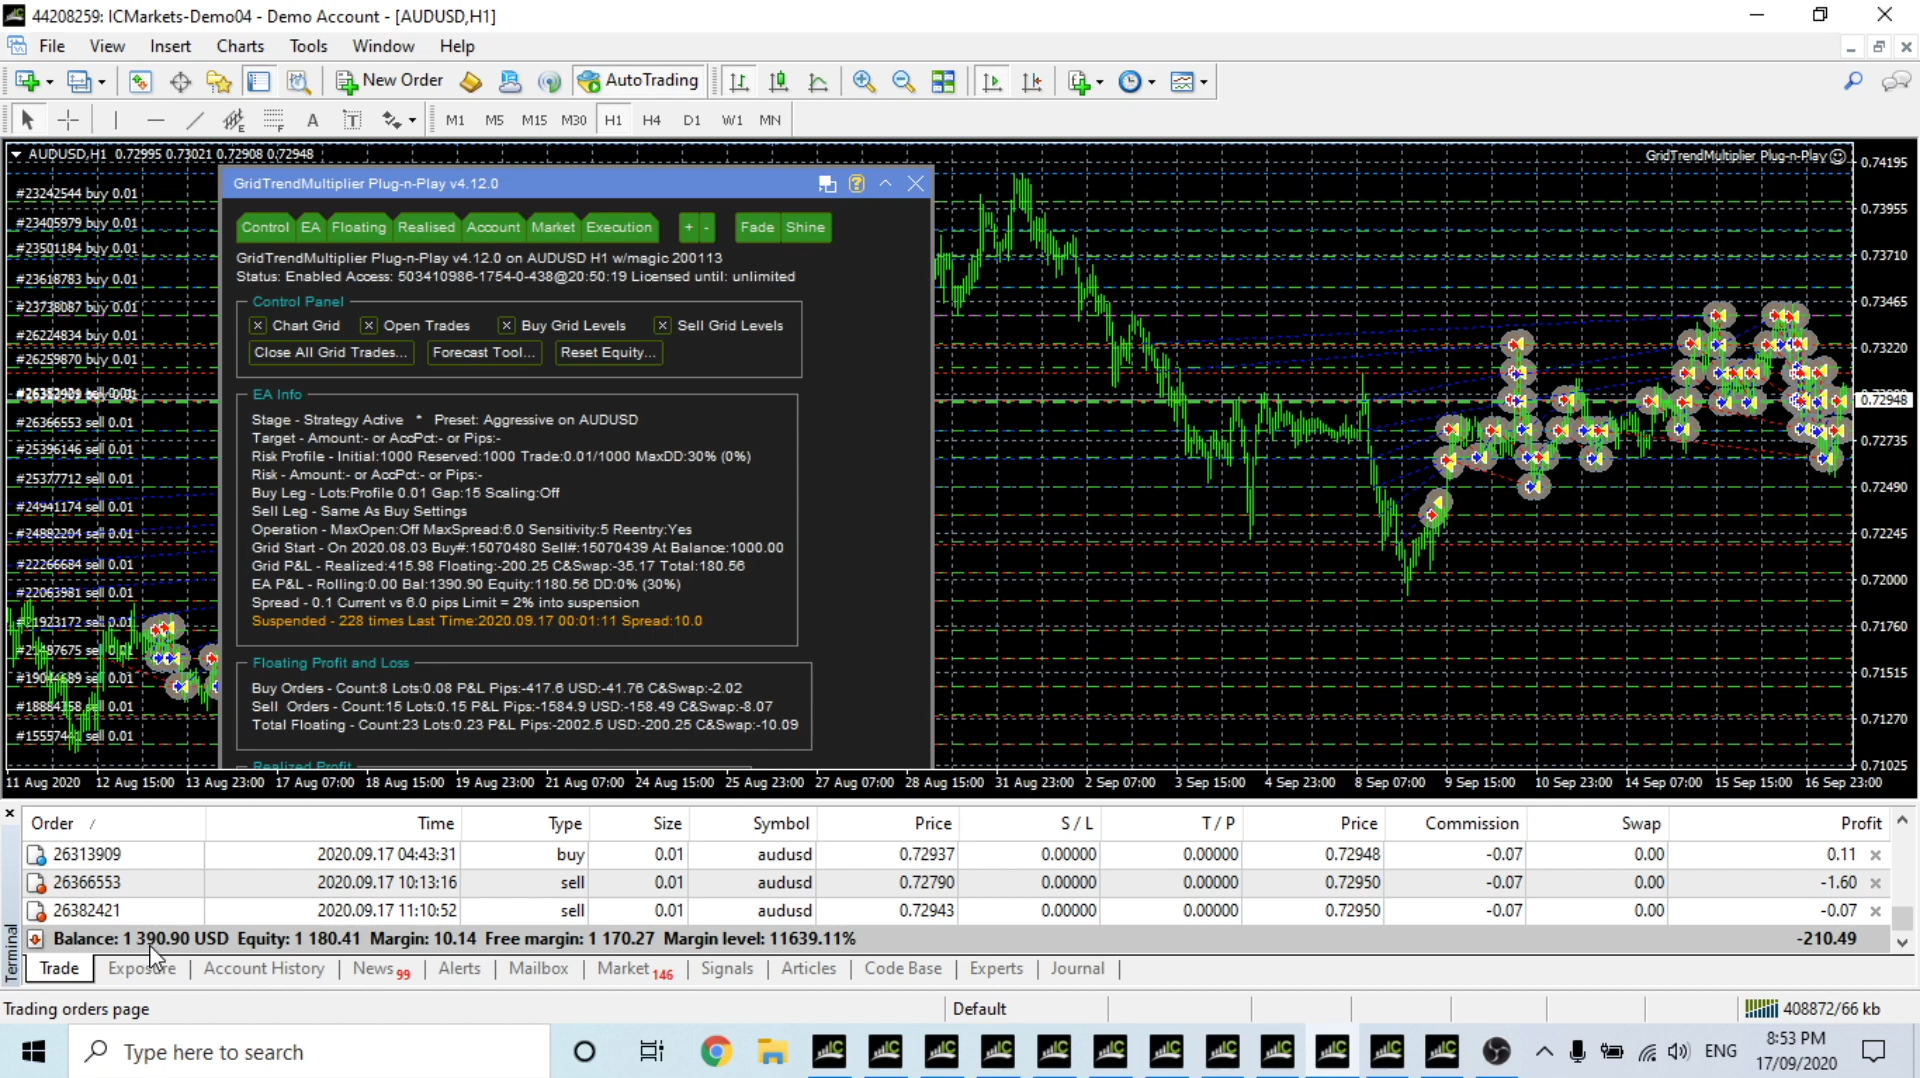 44208259: ICMarkets-Demo04 - Demo Account - [AUDUSD,H1]
File View Insert Charts Tools Window Help
New Order AutoTrading
A T M1 M5 M15 M30 H1 H4 D1 W1 MN
AUDUSD,H1 0.72995 0.73021 0.72908 0.72948
GridTrendMultiplier Plug-n-Play
#23242544 buy 0.01
#23405979 buy 0.01
#23501184 buy 0.01
#23618783 buy 0.01
#23738087 buy 0.01
#26224834 buy 0.01
#26259870 buy 0.01
#26366553 sell 0.01
#25396146 sell 0.01
#25377712 sell 0.01
#24941174 sell 0.01
#24882204 sell 0.01
#22266684 sell 0.01
#22063981 sell 0.01
#21923172 sell 0.01
#21487675 sell 0.01
#19044689 sell 0.01
#18884358 sell 0.01
sell 0.01
GridTrendMultiplier Plug-n-Play v4.12.0
Control EA Floating Realised Account Market Execution + - Fade Shine
GridTrendMultiplier Plug-n-Play v4.12.0 on AUDUSD H1 w/magic 200113
Status: Enabled Access: 503410986-1754-0-438@20:50:19 Licensed until: unlimited
Control Panel
Chart Grid Open Trades Buy Grid Levels Sell Grid Levels
Close All Grid Trades... Forecast Tool... Reset Equity...
EA Info
Stage - Strategy Active * Preset: Aggressive on AUDUSD
Target - Amount:- or AccPct:- or Pips:-
Risk Profile - Initial:1000 Reserved:1000 Trade:0.01/1000 MaxDD:30% (0%)
Risk - Amount:- or AccPct:- or Pips:-
Buy Leg - Lots:Profile 0.01 Gap:15 Scaling:Off
Sell Leg - Same As Buy Settings
Operation - MaxOpen:Off MaxSpread:6.0 Sensitivity:5 Reentry:Yes
Grid Start - On 2020.08.03 Buy#:15070480 Sell#:15070439 At Balance:1000.00
Grid P&L - Realized:415.98 Floating:-200.25 C&Swap:-35.17 Total:180.56
EA P&L - Rolling:0.00 Bal:1390.90 Equity:1180.56 DD:0% (30%)
Spread - 0.1 Current vs 6.0 pips Limit = 2% into suspension
Suspended - 228 times Last Time:2020.09.17 00:01:11 Spread:10.0
Floating Profit and Loss
Buy Orders - Count:8 Lots:0.08 P&L Pips:-417.6 USD:-41.76 C&Swap:-2.02
Sell Orders - Count:15 Lots:0.15 P&L Pips:-1584.9 USD:-158.49 C&Swap:-8.07
Total Floating - Count:23 Lots:0.23 P&L Pips:-2002.5 USD:-200.25 C&Swap:-10.09
Realized Profit
0.74195
0.73955
0.73710
0.73465
0.73220
0.72948
0.72735
0.72490
0.72245
0.72000
0.71760
0.71515
0.71270
0.71025
11 Aug 2020 12 Aug 15:00 13 Aug 23:00 17 Aug 07:00 18 Aug 15:00 19 Aug 23:00 21 Aug 07:00 24 Aug 15:00 25 Aug 23:00 27 Aug 07:00 28 Aug 15:00 31 Aug 23:00 2 Sep 07:00 3 Sep 15:00 4 Sep 23:00 8 Sep 07:00 9 Sep 15:00 10 Sep 23:00 14 Sep 07:00 15 Sep 15:00 16 Sep 23:00
Order Time Type Size Symbol Price S / L T / P Price Commission Swap Profit
26313909 2020.09.17 04:43:31 buy 0.01 audusd 0.72937 0.00000 0.00000 0.72948 -0.07 0.00 0.11
26366553 2020.09.17 10:13:16 sell 0.01 audusd 0.72790 0.00000 0.00000 0.72950 -0.07 0.00 -1.60
26382421 2020.09.17 11:10:52 sell 0.01 audusd 0.72943 0.00000 0.00000 0.72950 -0.07 0.00 -0.07
Balance: 1 390.90 USD Equity: 1 180.41 Margin: 10.14 Free margin: 1 170.27 Margin level: 11639.11% -210.49
Terminal
Trade Exposure Account History News 99 Alerts Mailbox Market 146 Signals Articles Code Base Experts Journal
Trading orders page Default 408872/66 kb
Type here to search
ENG 8:53 PM
17/09/2020